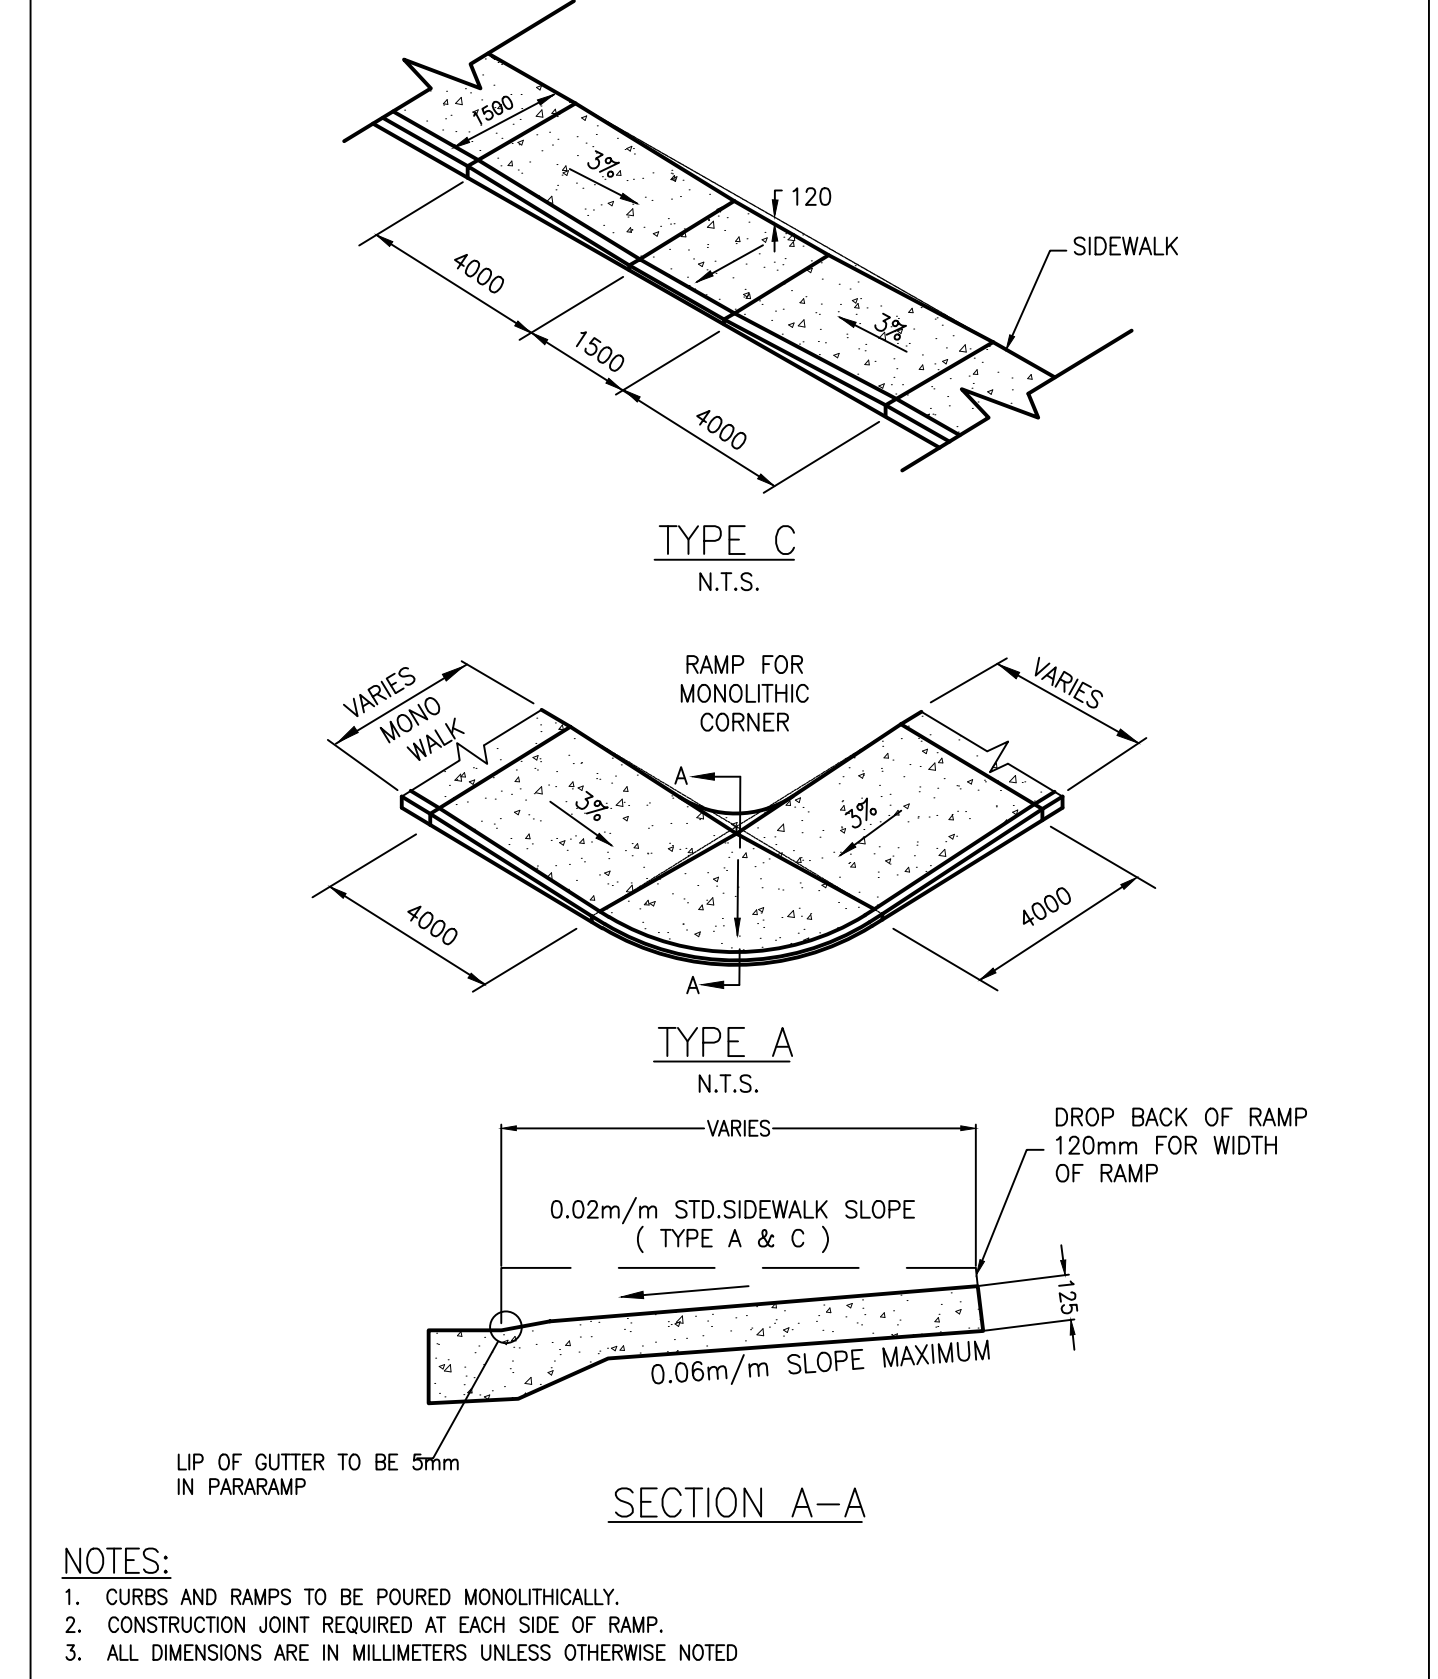 1500
3%
120
SIDEWALK
4000
3%
1500
4000
TYPE C
N.T.S.
VARIES
MONO
WALK
RAMP FOR
MONOLITHIC
CORNER
VARIES
A
3%
3%
4000
4000
A
TYPE A
N.T.S.
VARIES
DROP BACK OF RAMP
120mm FOR WIDTH
OF RAMP
0.02m/m STD.SIDEWALK SLOPE
( TYPE A & C )
125
0.06m/m SLOPE MAXIMUM
LIP OF GUTTER TO BE 5mm
IN PARARAMP
SECTION A-A
NOTES:
1. CURBS AND RAMPS TO BE POURED MONOLITHICALLY.
2. CONSTRUCTION JOINT REQUIRED AT EACH SIDE OF RAMP.
3. ALL DIMENSIONS ARE IN MILLIMETERS UNLESS OTHERWISE NOTED